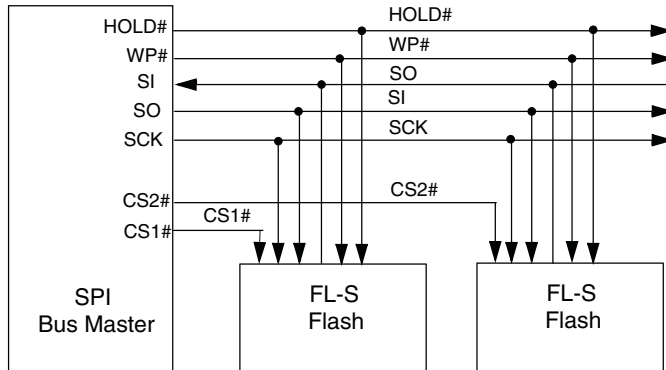 HOLD#
HOLD#
WP#
WP#
SI
SO
SO
SI
SCK
SCK
CS2#
CS2#
CS1#
CS1#
SPI
Bus Master
FL-S
Flash
FL-S
Flash